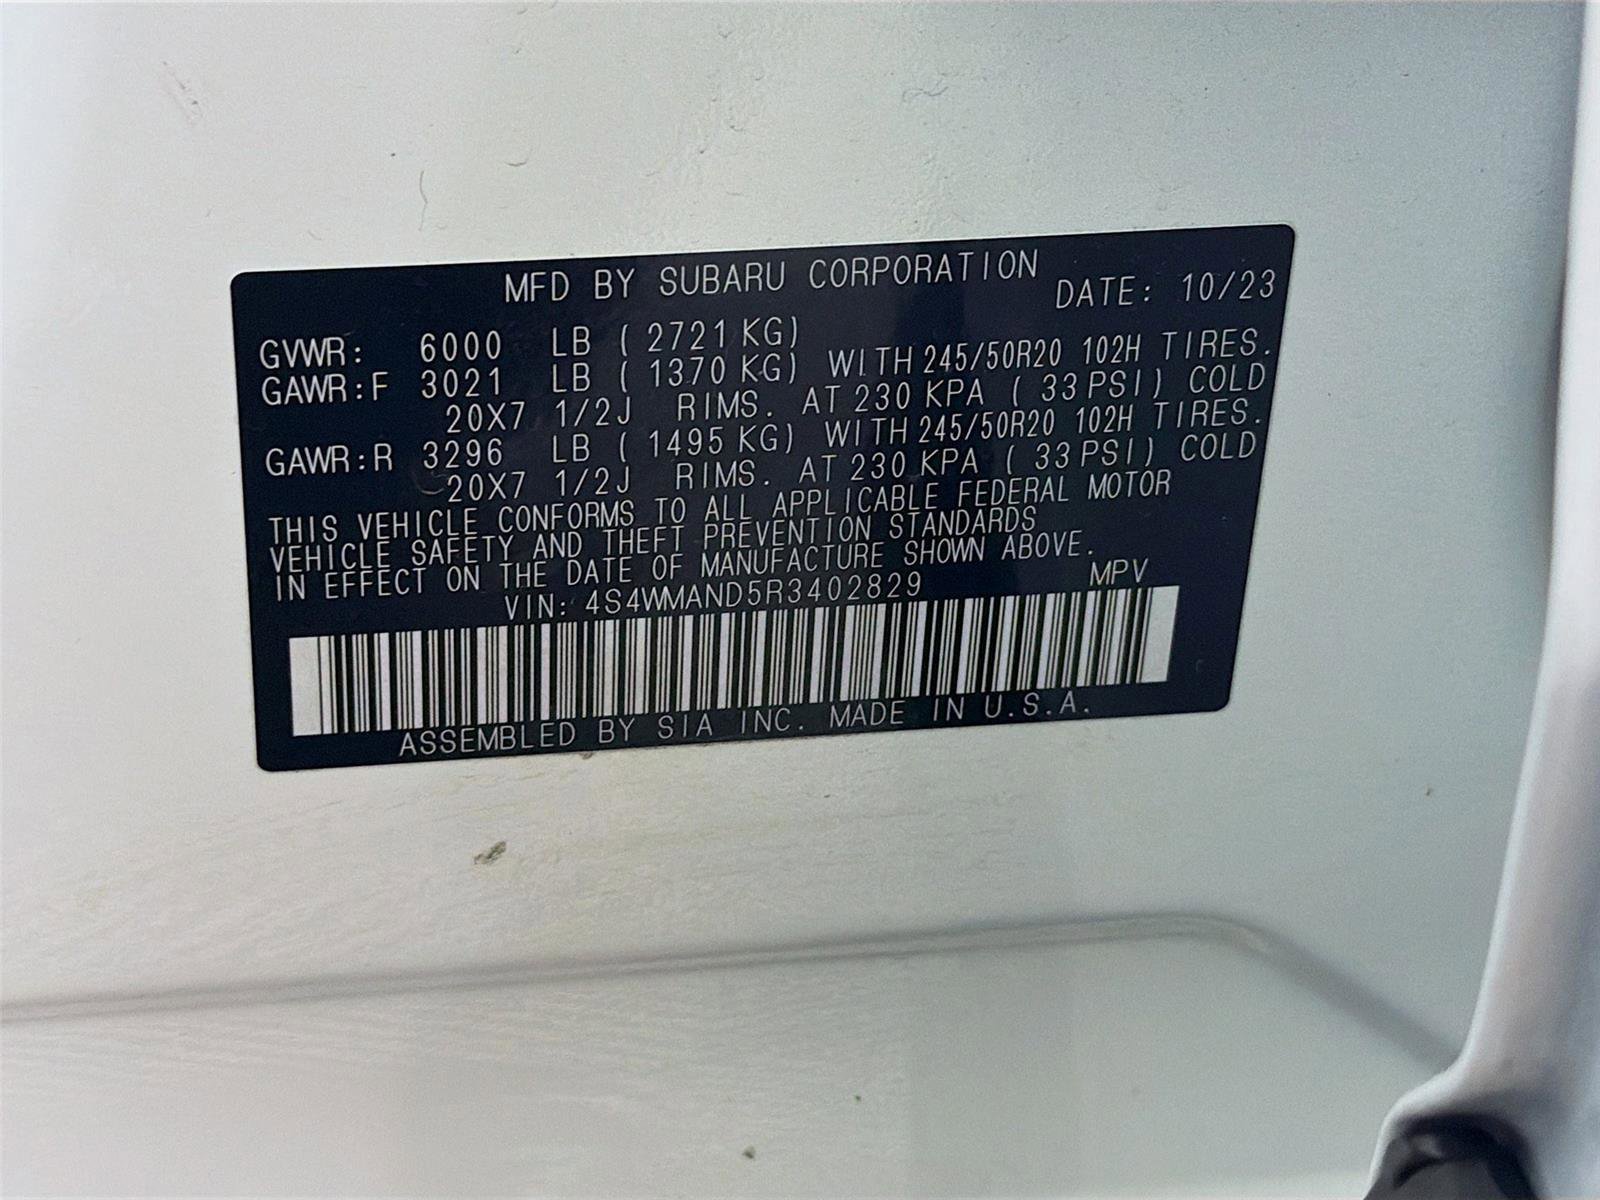 MFD BY SUBARU CORPORATION DATE: 10/23
GVWR: 6000 LB ( 2721 KG)
GAWR:F 3021 LB ( 1370 KG) WITH 245/50R20 102H TIRES.
20X7 1/2J RIMS. AT 230 KPA ( 33 PSI) COLD
GAWR:R 3296 LB ( 1495 KG) WITH 245/50R20 102H TIRES.
20X7 1/2J RIMS. AT 230 KPA ( 33 PSI) COLD
THIS VEHICLE CONFORMS TO ALL APPLICABLE FEDERAL MOTOR
VEHICLE SAFETY AND THEFT PREVENTION STANDARDS
IN EFFECT ON THE DATE OF MANUFACTURE SHOWN ABOVE.
VIN: 4S4WMAND5R3402829 MPV
ASSEMBLED BY SIA INC. MADE IN U.S.A.